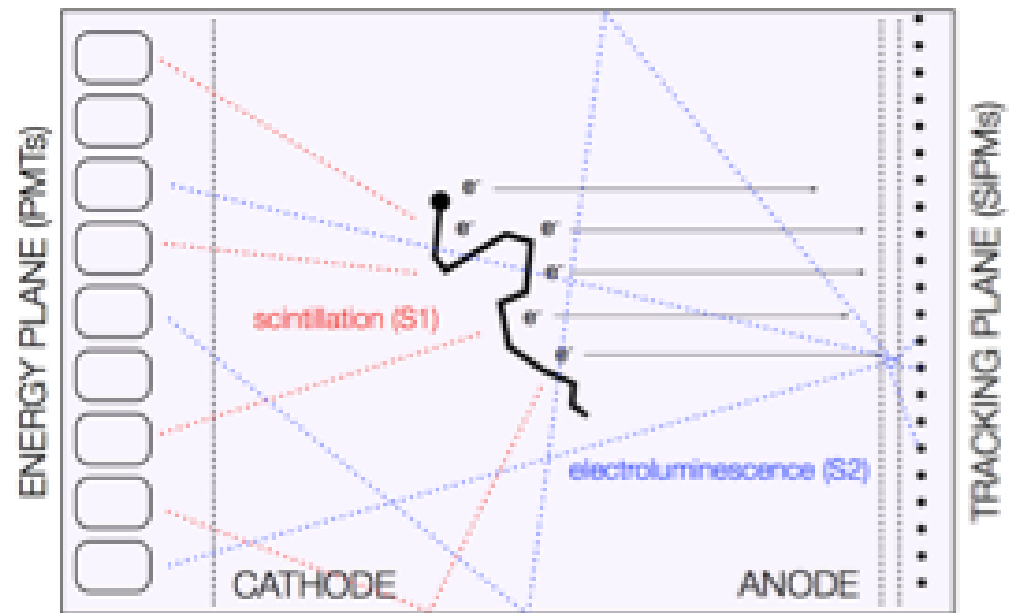 ENERGY PLANE (PMTs)
e-
e-
e-
e-
e-
e-
scintillation (S1)
electroluminescence (S2)
CATHODE
ANODE
TRACKING PLANE (SiPMs)